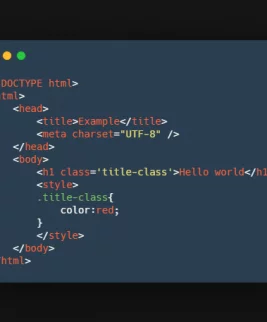 DOCTYPE html>
html>
<head>
<title>Example</title>
<meta charset="UTF-8" />
</head>
<body>
<h1 class='title-class'>Hello world</h1
<style>
.title-class{
color:red;
}
</style>
</body>
/html>